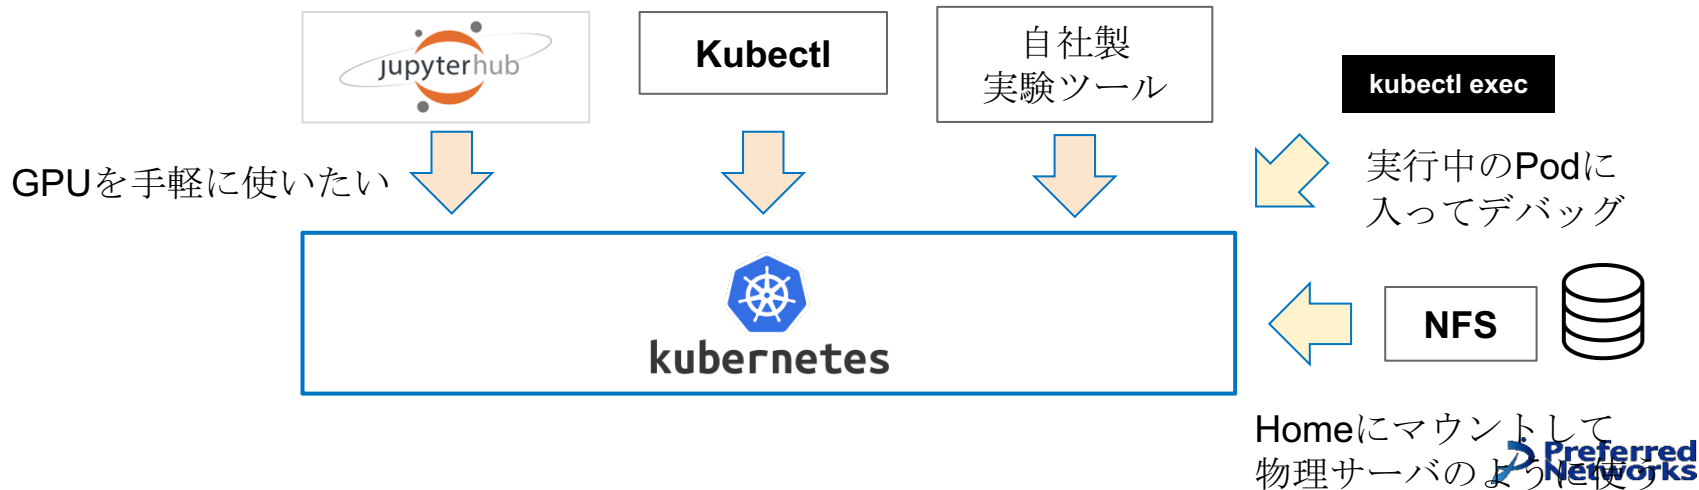 jupyterhub
Kubectl
自社製
実験ツール
kubectl exec
GPUを手軽に使いたい
実行中のPodに
入ってデバッグ
kubernetes
NFS
Homeにマウントして
物理サーバのように使う
Preferred
Networks